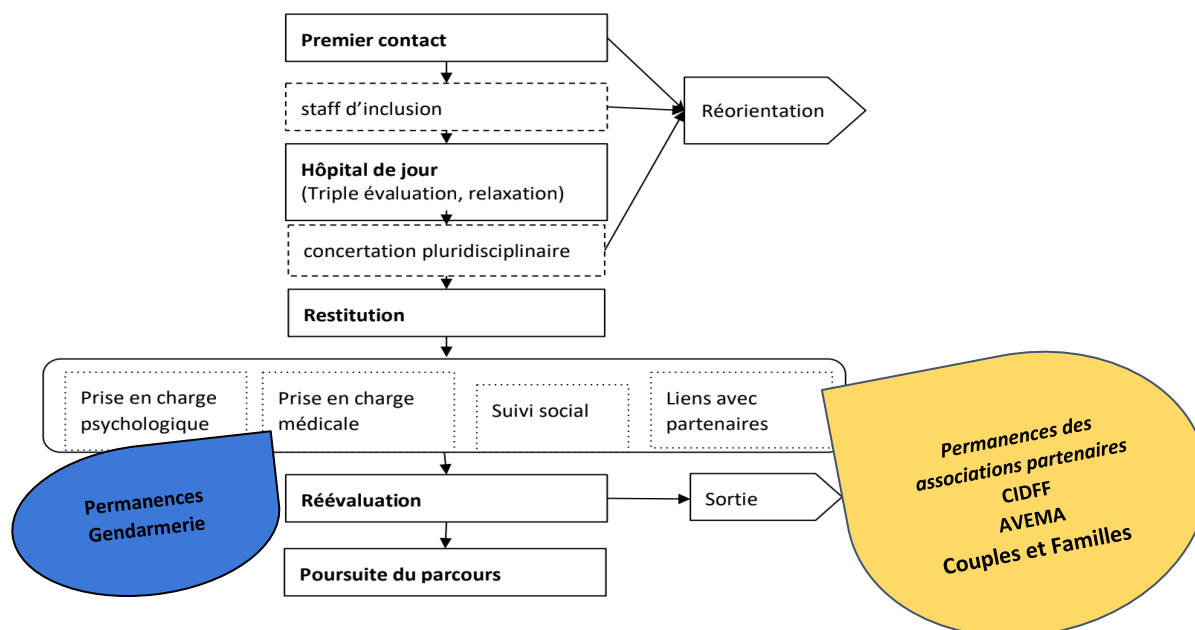 Premier contact
staff d'inclusion
Réorientation
Hôpital de jour
(Triple évaluation, relaxation)
concertation pluridisciplinaire
Restitution
Prise en charge
psychologique
Prise en charge
médicale
Suivi social
Liens avec
partenaires
Permanences des
associations partenaires
CIDFF
AVEMA
Couples et Familles
Permanences
Gendarmerie
Réévaluation
Sortie
Poursuite du parcours